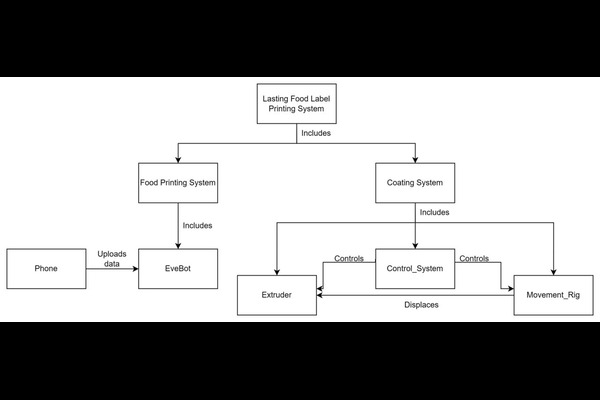 Lasting Food Label
Printing System
Includes
Food Printing System
Coating System
Includes
Includes
Uploads
data
Phone
EveBot
Controls
Control_System
Controls
Extruder
Movement_Rig
Displaces